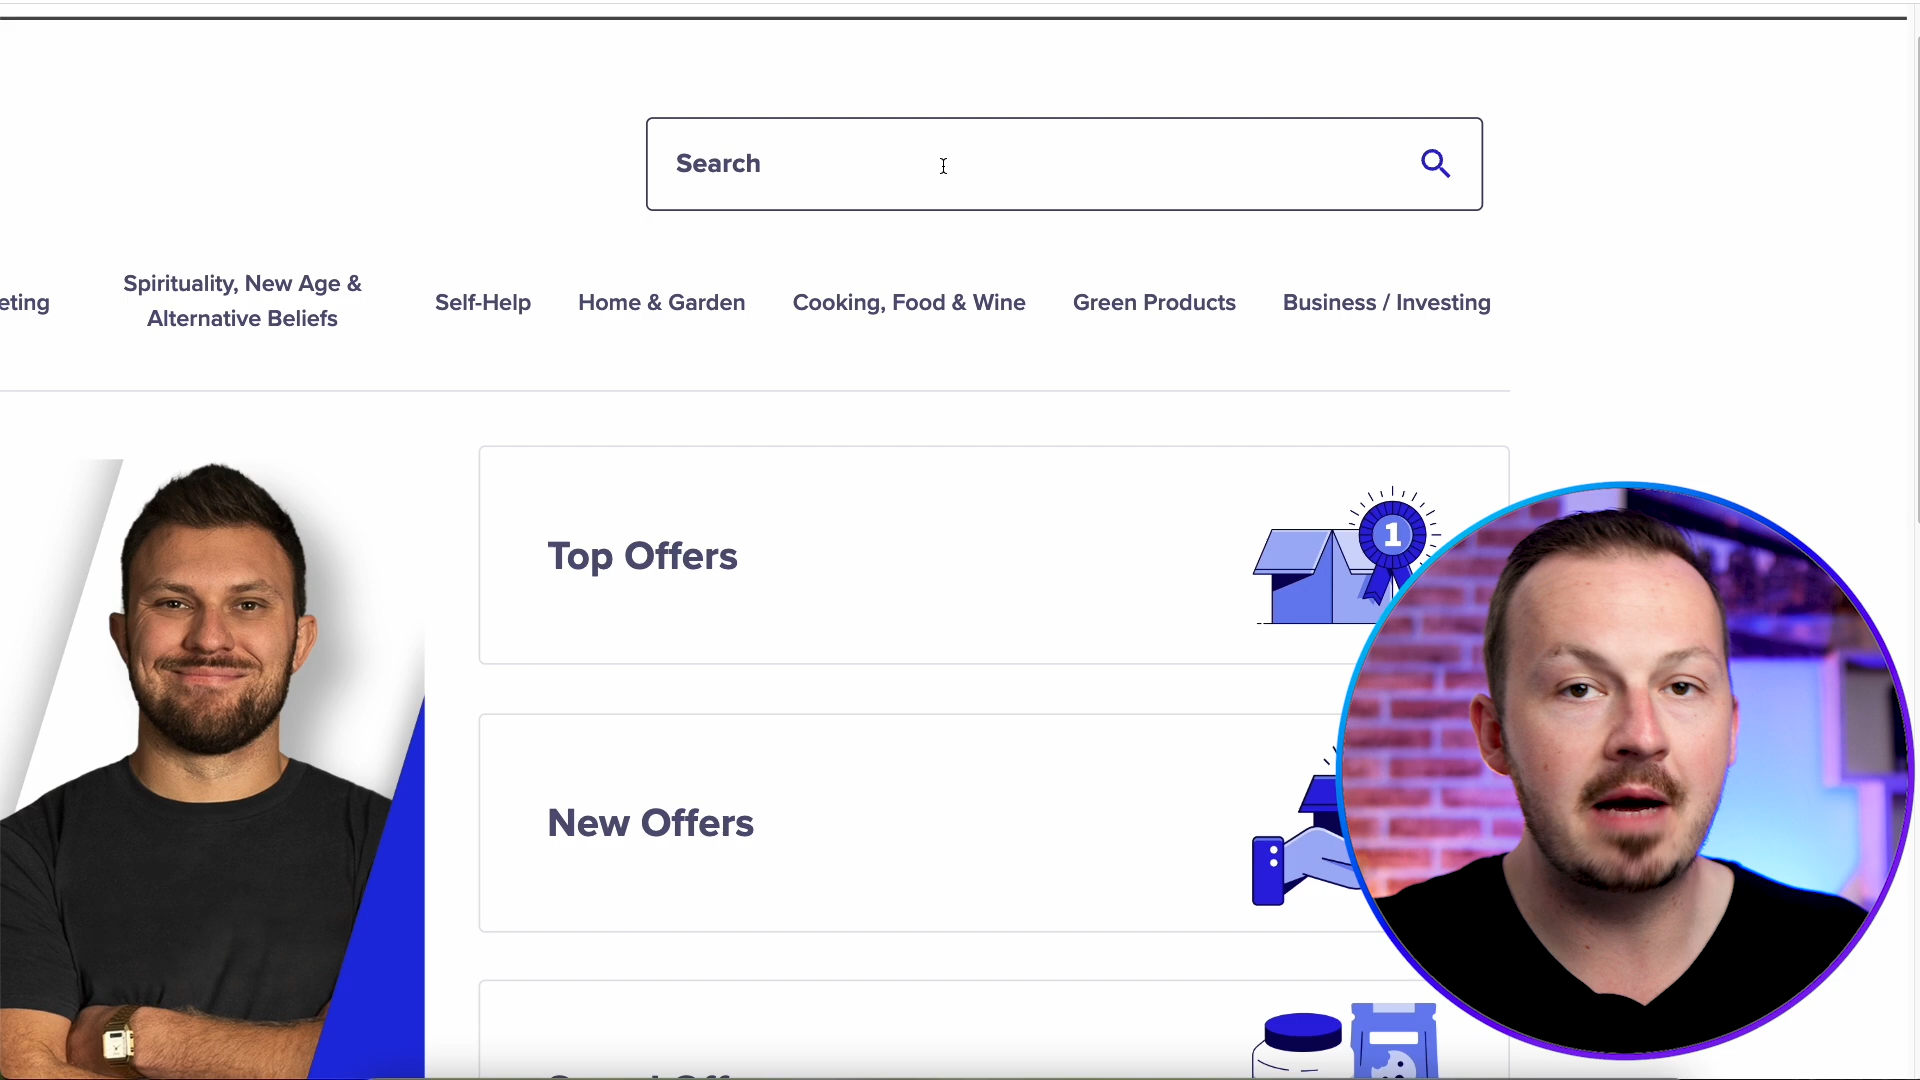 Search
eting
Spirituality, New Age &
Alternative Beliefs
Self-Help
Home & Garden
Cooking, Food & Wine
Green Products
Business / Investing
Top Offers
1
New Offers